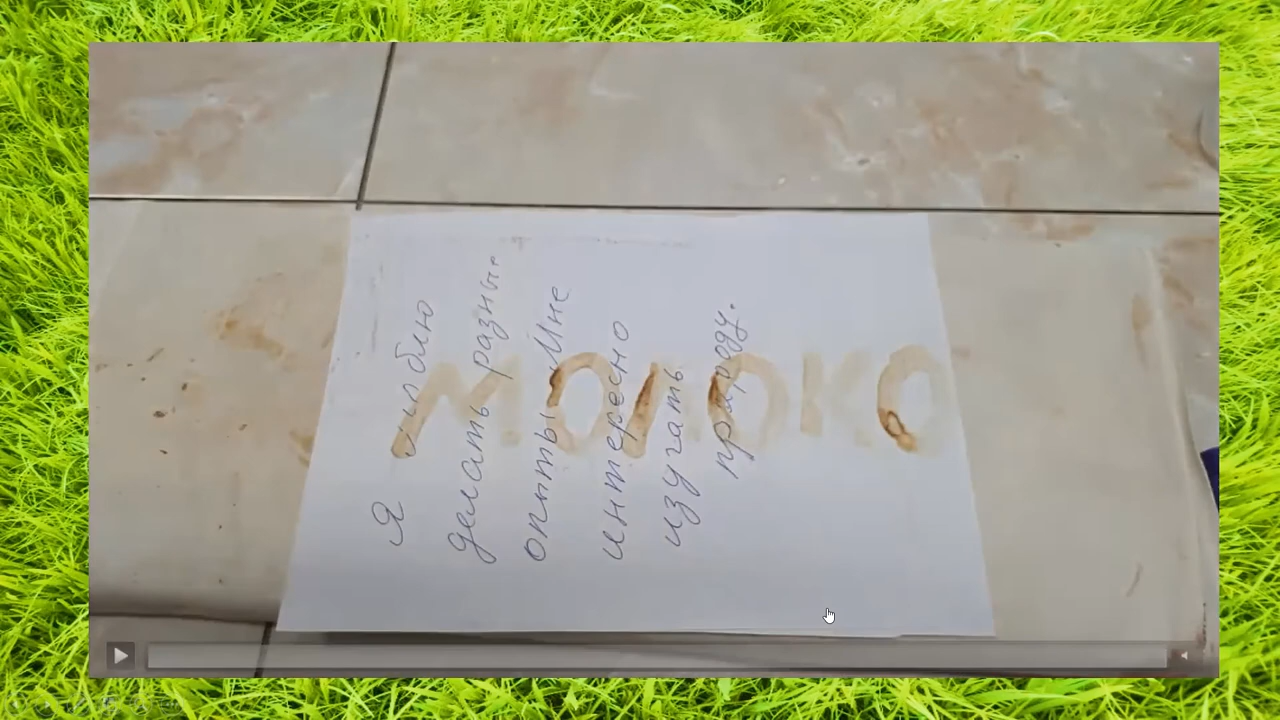 Я люблю
делать разные
опыты. Мне
интересно
изучать
природу.
МОЛОКО